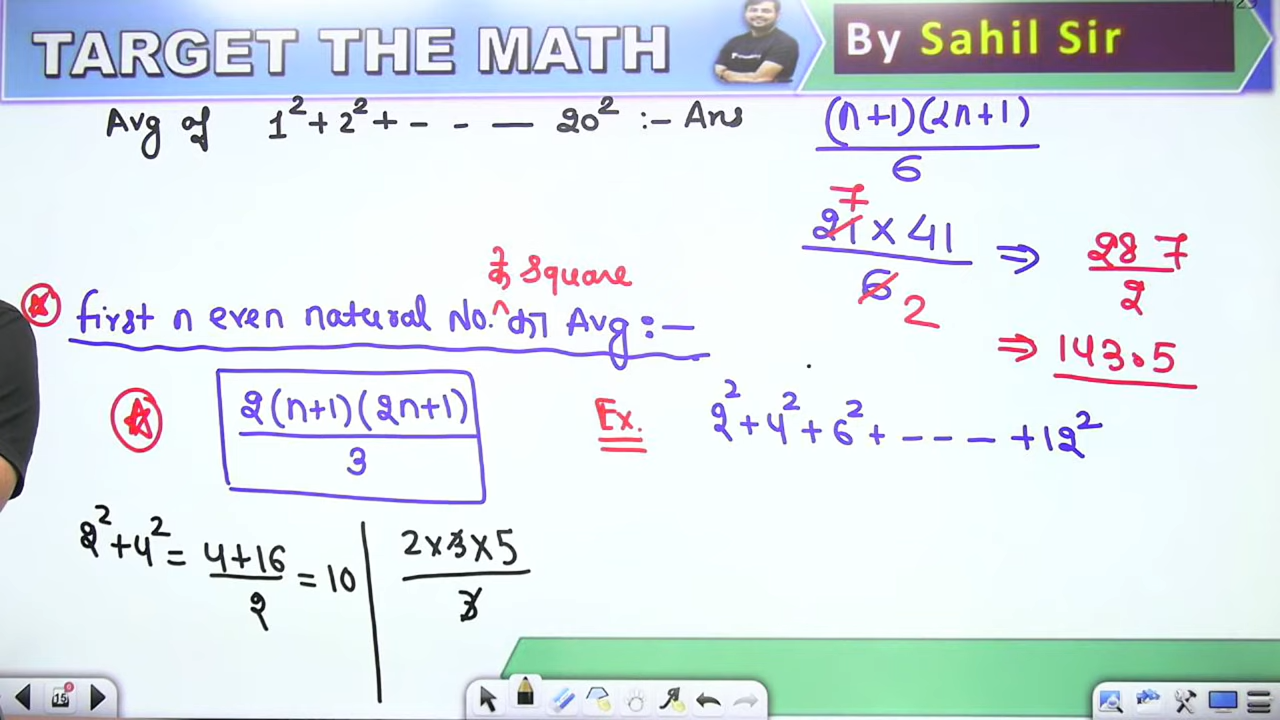 TARGET THE MATH
By Sahil Sir
Avg of 1²+2²+- - — 20² :- Ans
(n+1)(2n+1)
6
7
21 × 41
6 2
⇒ 287
2
⇒ 143.5
के Square
first n even natural No. ^ का Avg :-
2(n+1)(2n+1)
3
Ex. 2²+4²+6²+ - - - - +12²
2²+4² = 4+16
2
= 10
2×3×5
3
15